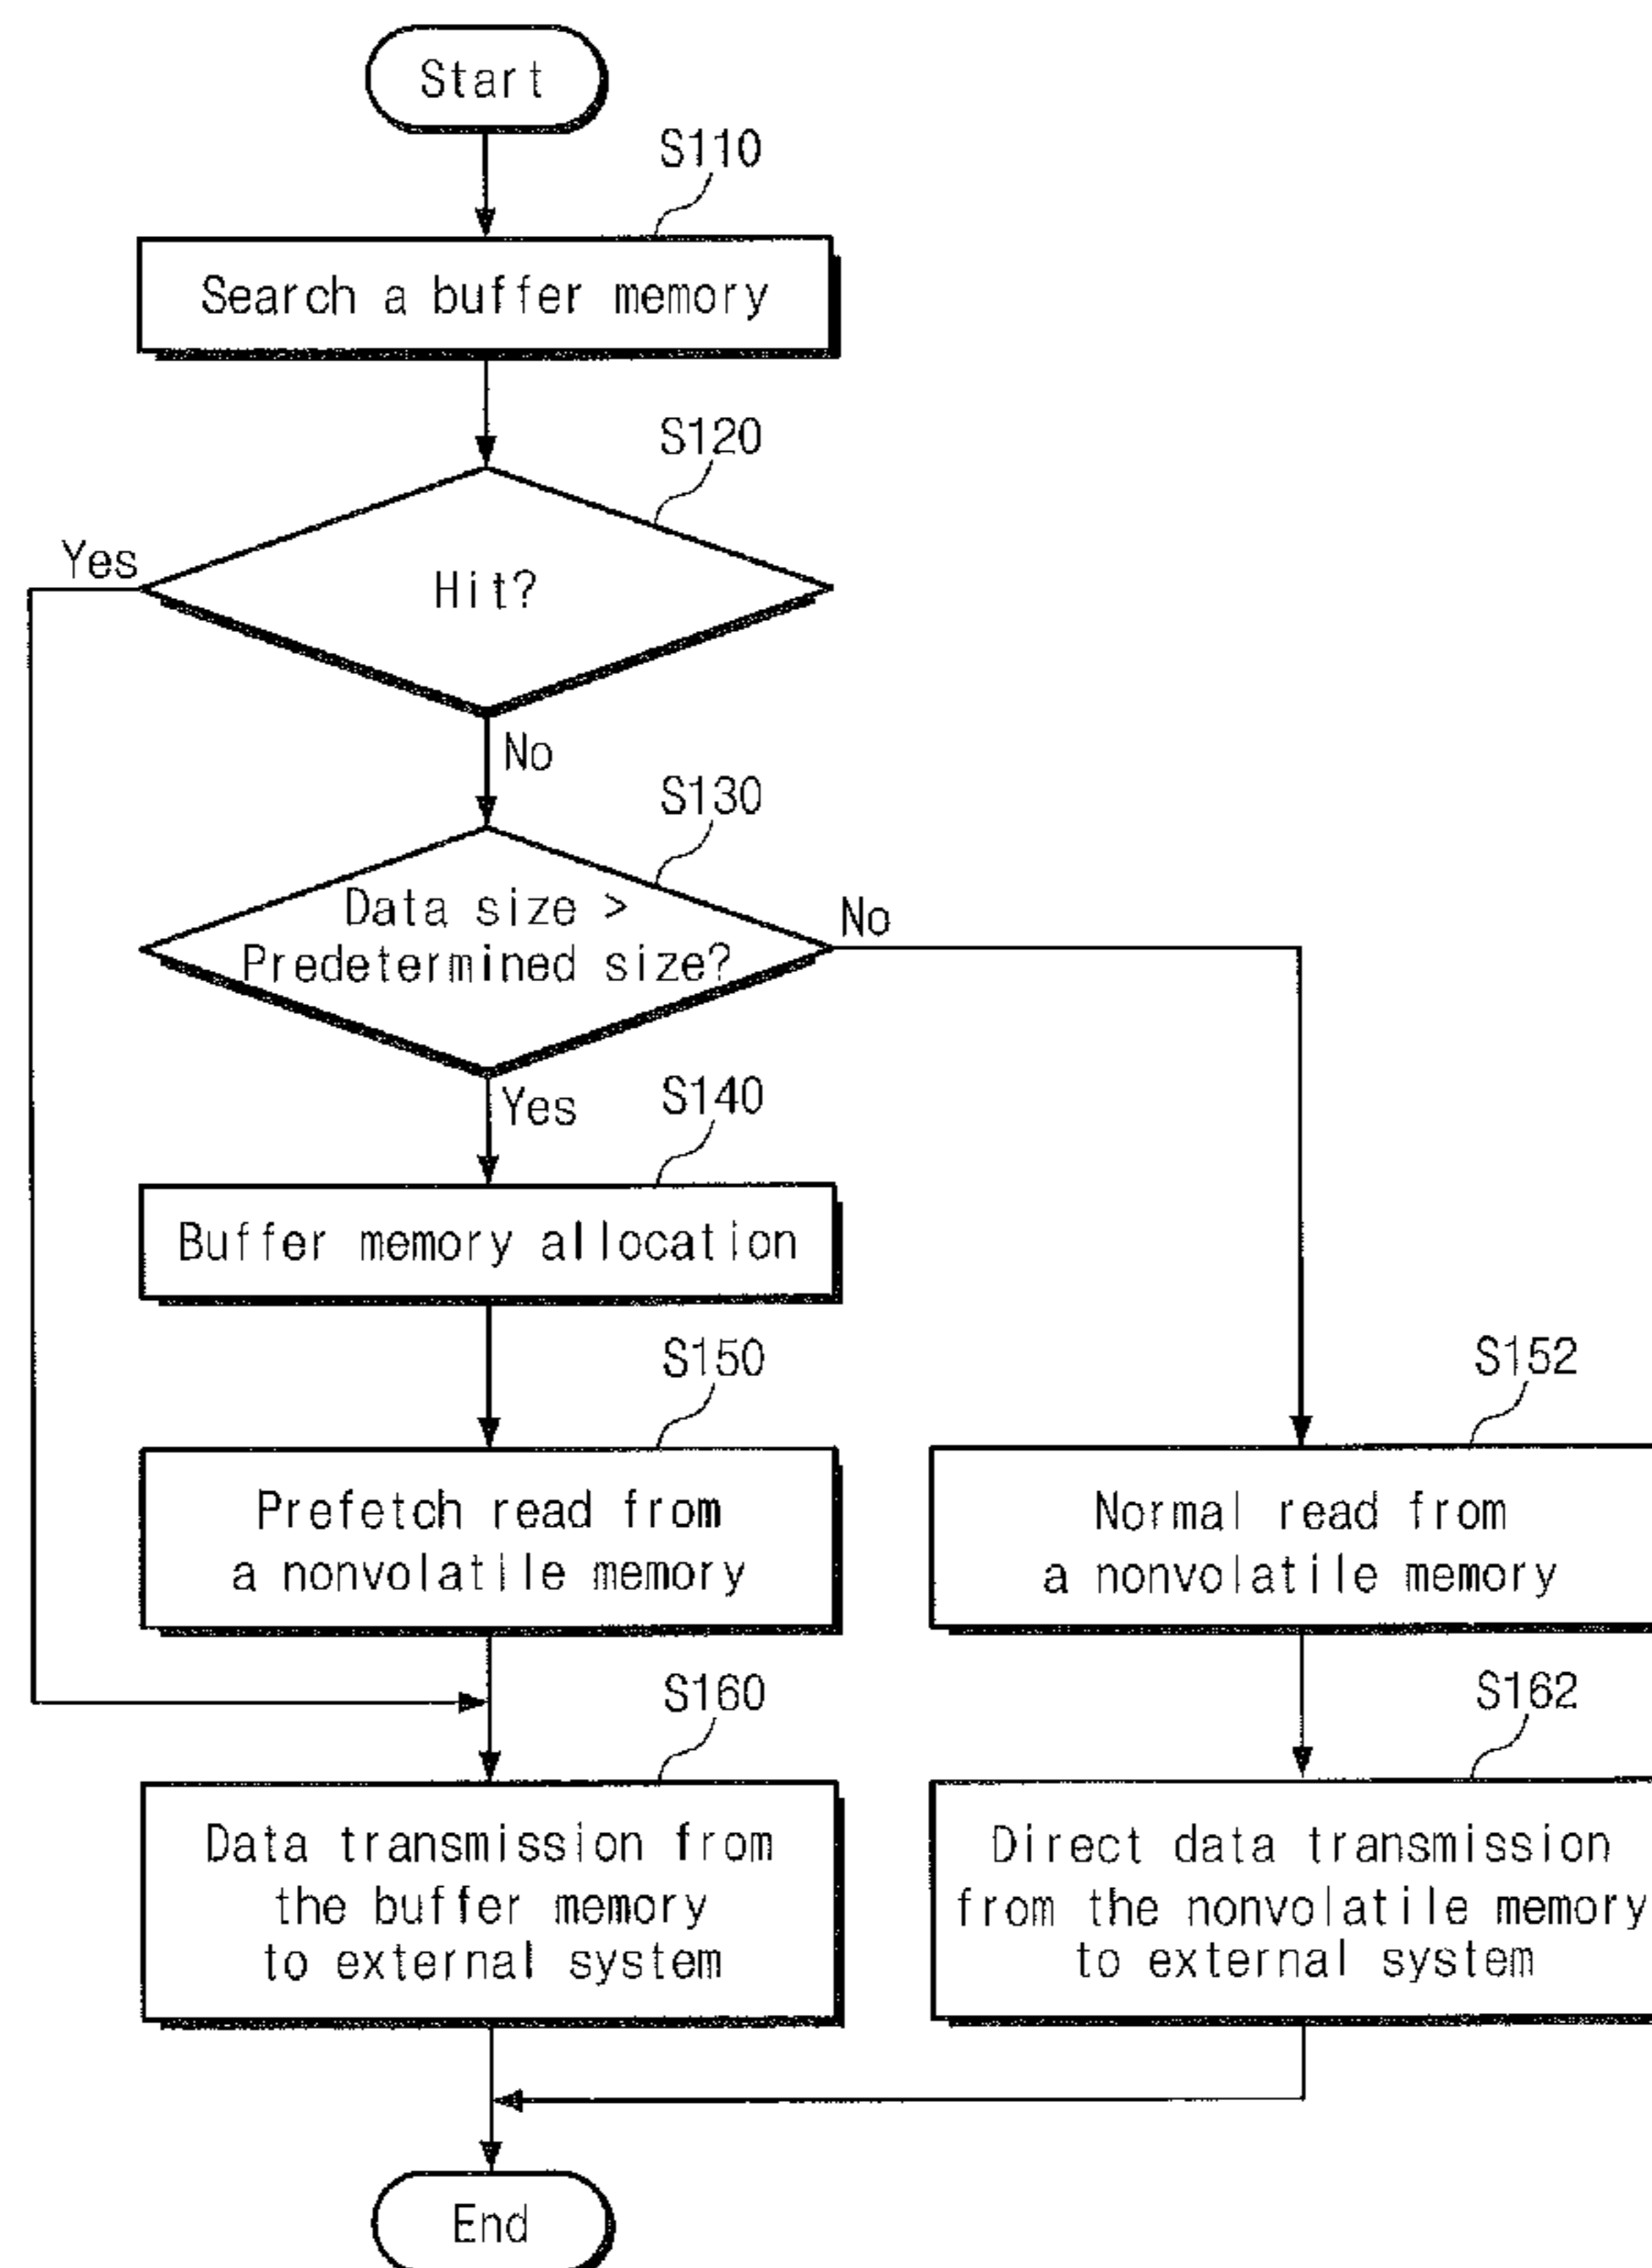 Start
S110
Search a buffer memory
S120
Yes
Hit?
No
S130
Data size >
Predetermined size?
No
Yes
S140
Buffer memory allocation
S150
Prefetch read from
a nonvolatile memory
S152
Normal read from
a nonvolatile memory
S160
Data transmission from
the buffer memory
to external system
S162
Direct data transmission
from the nonvolatile memory
to external system
End